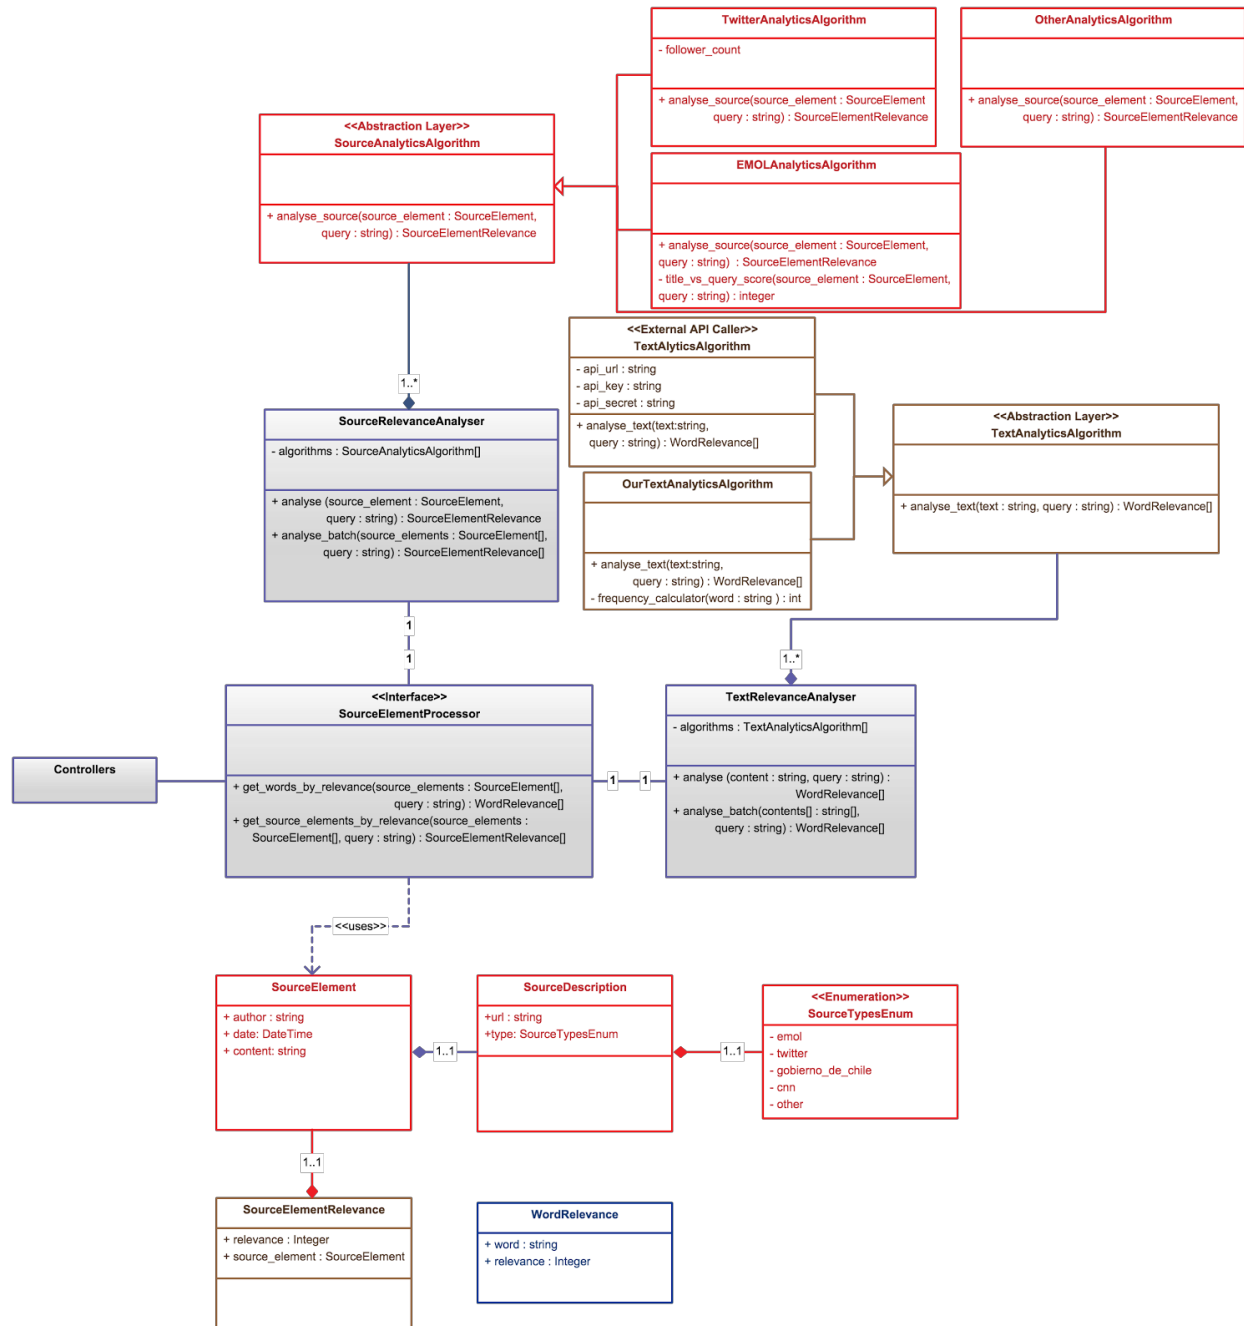 TwitterAnalyticsAlgorithm
- follower_count
+ analyse_source(source_element : SourceElement
query : string) : SourceElementRelevance
OtherAnalyticsAlgorithm
+ analyse_source(source_element : SourceElement,
query : string) : SourceElementRelevance
<<Abstraction Layer>>
SourceAnalyticsAlgorithm
+ analyse_source(source_element : SourceElement,
query : string) : SourceElementRelevance
EMOLAnalyticsAlgorithm
+ analyse_source(source_element : SourceElement,
query : string)  : SourceElementRelevance
- title_vs_query_score(source_element : SourceElement,
query : string) : integer
<<External API Caller>>
TextAlyticsAlgorithm
- api_url : string
- api_key : string
- api_secret : string
+ analyse_text(text:string,
query : string) : WordRelevance[]
<<Abstraction Layer>>
TextAnalyticsAlgorithm
+ analyse_text(text : string, query : string) : WordRelevance[]
1..*
SourceRelevanceAnalyser
- algorithms : SourceAnalyticsAlgorithm[]
+ analyse (source_element : SourceElement,
query : string) : SourceElementRelevance
+ analyse_batch(source_elements : SourceElement[],
query : string) : SourceElementRelevance[]
OurTextAnalyticsAlgorithm
+ analyse_text(text:string,
query : string) : WordRelevance[]
- frequency_calculator(word : string ) : int
1
1
1..*
<<Interface>>
SourceElementProcessor
+ get_words_by_relevance(source_elements : SourceElement[],
query : string) : WordRelevance[]
+ get_source_elements_by_relevance(source_elements :
SourceElement[], query : string) : SourceElementRelevance[]
TextRelevanceAnalyser
- algorithms : TextAnalyticsAlgorithm[]
+ analyse (content : string, query : string) :
WordRelevance[]
+ analyse_batch(contents[] : string[],
query : string) : WordRelevance[]
Controllers
1
1
<<uses>>
SourceElement
+ author : string
+ date: DateTime
+ content: string
1..1
SourceDescription
+url : string
+type: SourceTypesEnum
1..1
<<Enumeration>>
SourceTypesEnum
- emol
- twitter
- gobierno_de_chile
- cnn
- other
1..1
SourceElementRelevance
+ relevance : Integer
+ source_element : SourceElement
WordRelevance
+ word : string
+ relevance : Integer